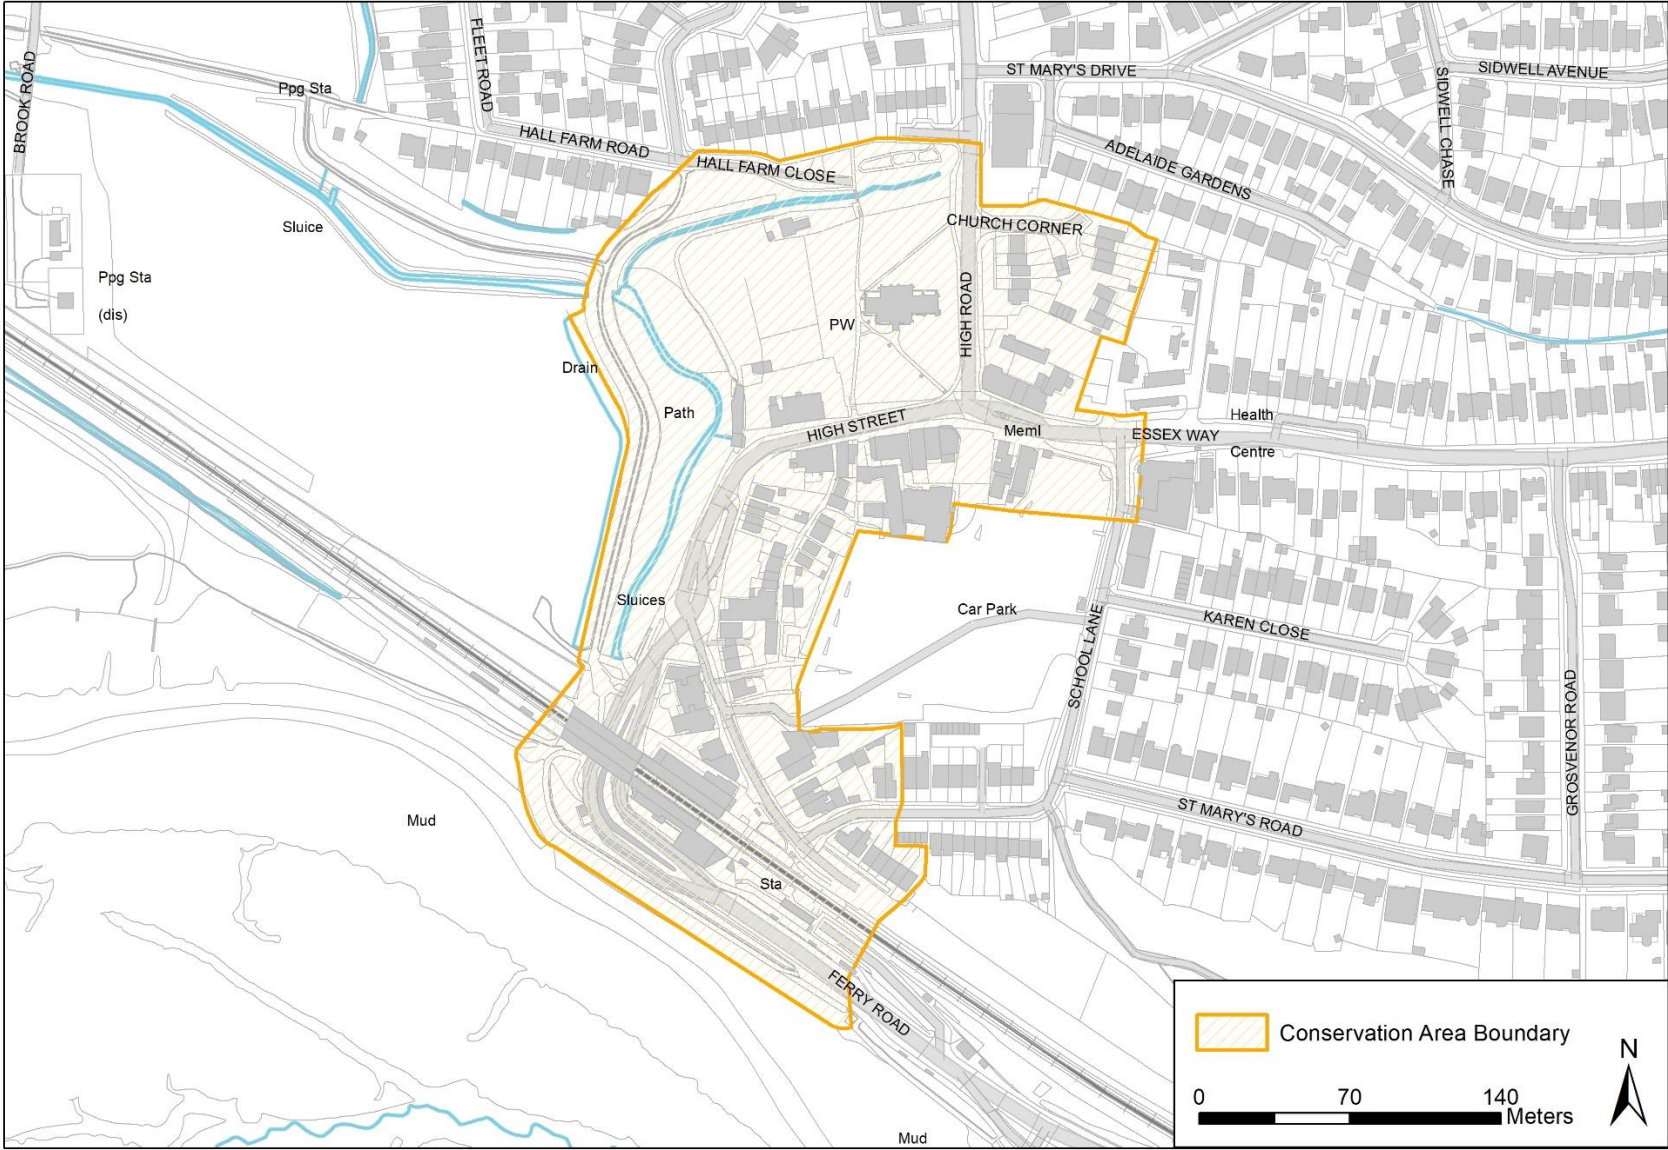 FLEET ROAD
BROOK ROAD
Ppg Sta
ST MARY'S DRIVE
SIDWELL AVENUE
SIDWELL CHASE
HALL FARM ROAD
HALL FARM CLOSE
ADELAIDE GARDENS
Sluice
CHURCH CORNER
Ppg Sta
(dis)
PW
HIGH ROAD
Drain
Path
HIGH STREET
Meml
ESSEX WAY
Health
Centre
Sluices
Car Park
SCHOOL LANE
KAREN CLOSE
GROSVENOR ROAD
ST MARY'S ROAD
Mud
Sta
FERRY ROAD
Mud
Conservation Area Boundary
N
0 70 140
Meters